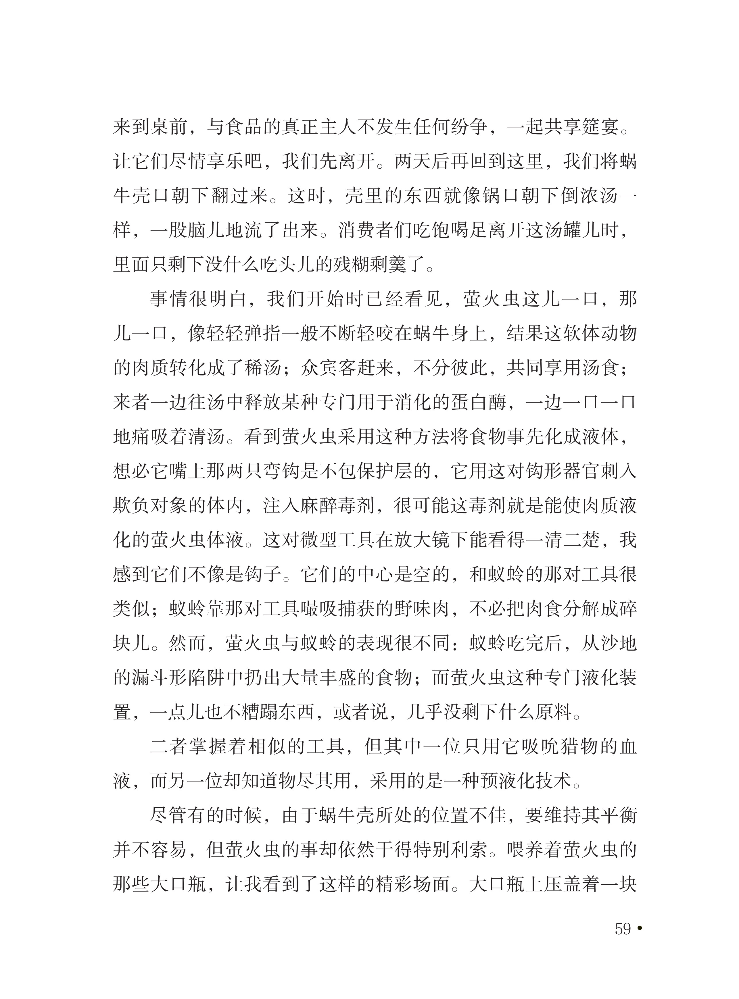 来到桌前，与食品的真正主人不发生任何纷争，一起共享筵宴。
让它们尽情享乐吧，我们先离开。两天后再回到这里，我们将蜗
牛壳口朝下翻过来。这时，壳里的东西就像锅口朝下倒浓汤一
样，一股脑儿地流了出来。消费者们吃饱喝足离开这汤罐儿时，
里面只剩下没什么吃头儿的残糊剩羹了。
事情很明白，我们开始时已经看见，萤火虫这儿一口，那
儿一口，像轻轻弹指一般不断轻咬在蜗牛身上，结果这软体动物
的肉质转化成了稀汤；众宾客赶来，不分彼此，共同享用汤食；
来者一边往汤中释放某种专门用于消化的蛋白酶，一边一口一口
地痛吸着清汤。看到萤火虫采用这种方法将食物事先化成液体，
想必它嘴上那两只弯钩是不包保护层的，它用这对钩形器官刺入
欺负对象的体内，注入麻醉毒剂，很可能这毒剂就是能使肉质液
化的萤火虫体液。这对微型工具在放大镜下能看得一清二楚，我
感到它们不像是钩子。它们的中心是空的，和蚁蛉的那对工具很
类似；蚁蛉靠那对工具嘬吸捕获的野味肉，不必把肉食分解成碎
块儿。然而，萤火虫与蚁蛉的表现很不同：蚁蛉吃完后，从沙地
的漏斗形陷阱中扔出大量丰盛的食物；而萤火虫这种专门液化装
置，一点儿也不糟蹋东西，或者说，几乎没剩下什么原料。
二者掌握着相似的工具，但其中一位只用它吸吮猎物的血
液，而另一位却知道物尽其用，采用的是一种预液化技术。
尽管有的时候，由于蜗牛壳所处的位置不佳，要维持其平衡
并不容易，但萤火虫的事却依然干得特别利索。喂养着萤火虫的
那些大口瓶，让我看到了这样的精彩场面。大口瓶上压盖着一块
59 •